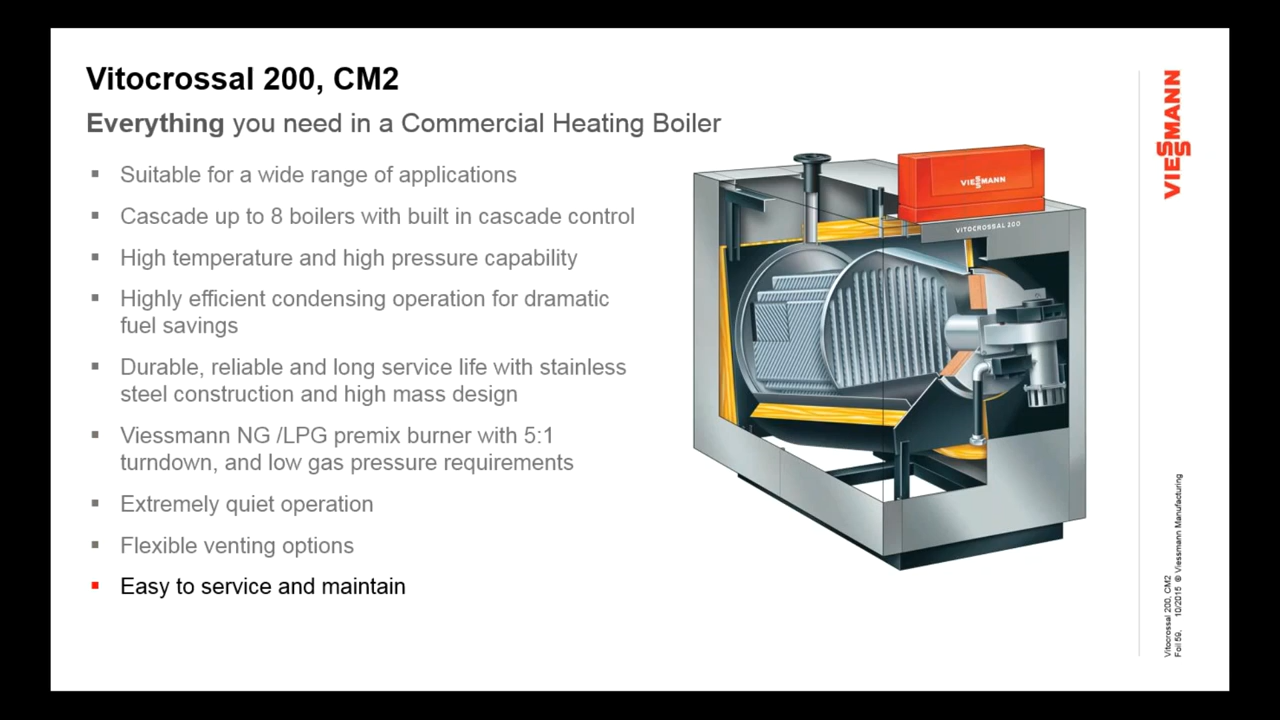 Vitocrossal 200, CM2
Everything you need in a Commercial Heating Boiler
▪ Suitable for a wide range of applications
▪ Cascade up to 8 boilers with built in cascade control
▪ High temperature and high pressure capability
▪ Highly efficient condensing operation for dramatic
fuel savings
▪ Durable, reliable and long service life with stainless
steel construction and high mass design
▪ Viessmann NG /LPG premix burner with 5:1
turndown, and low gas pressure requirements
▪ Extremely quiet operation
▪ Flexible venting options
▪ Easy to service and maintain
VIESSMANN
VITOCROSSAL 200
VIESSMANN
Vitocrossal 200, CM2
Foil 59, 10/2015 © Viessmann Manufacturing